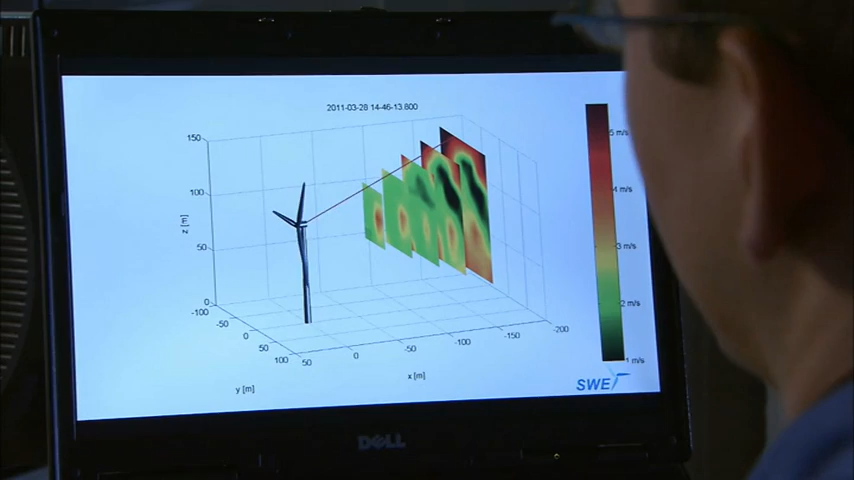 2011-03-28 14-46-13.800
150
100
50
0
z [m]
-100
-50
0
50
100
y [m]
50
0
-50
-100
-150
-200
x [m]
5 m/s
4 m/s
3 m/s
2 m/s
1 m/s
SWE
DELL